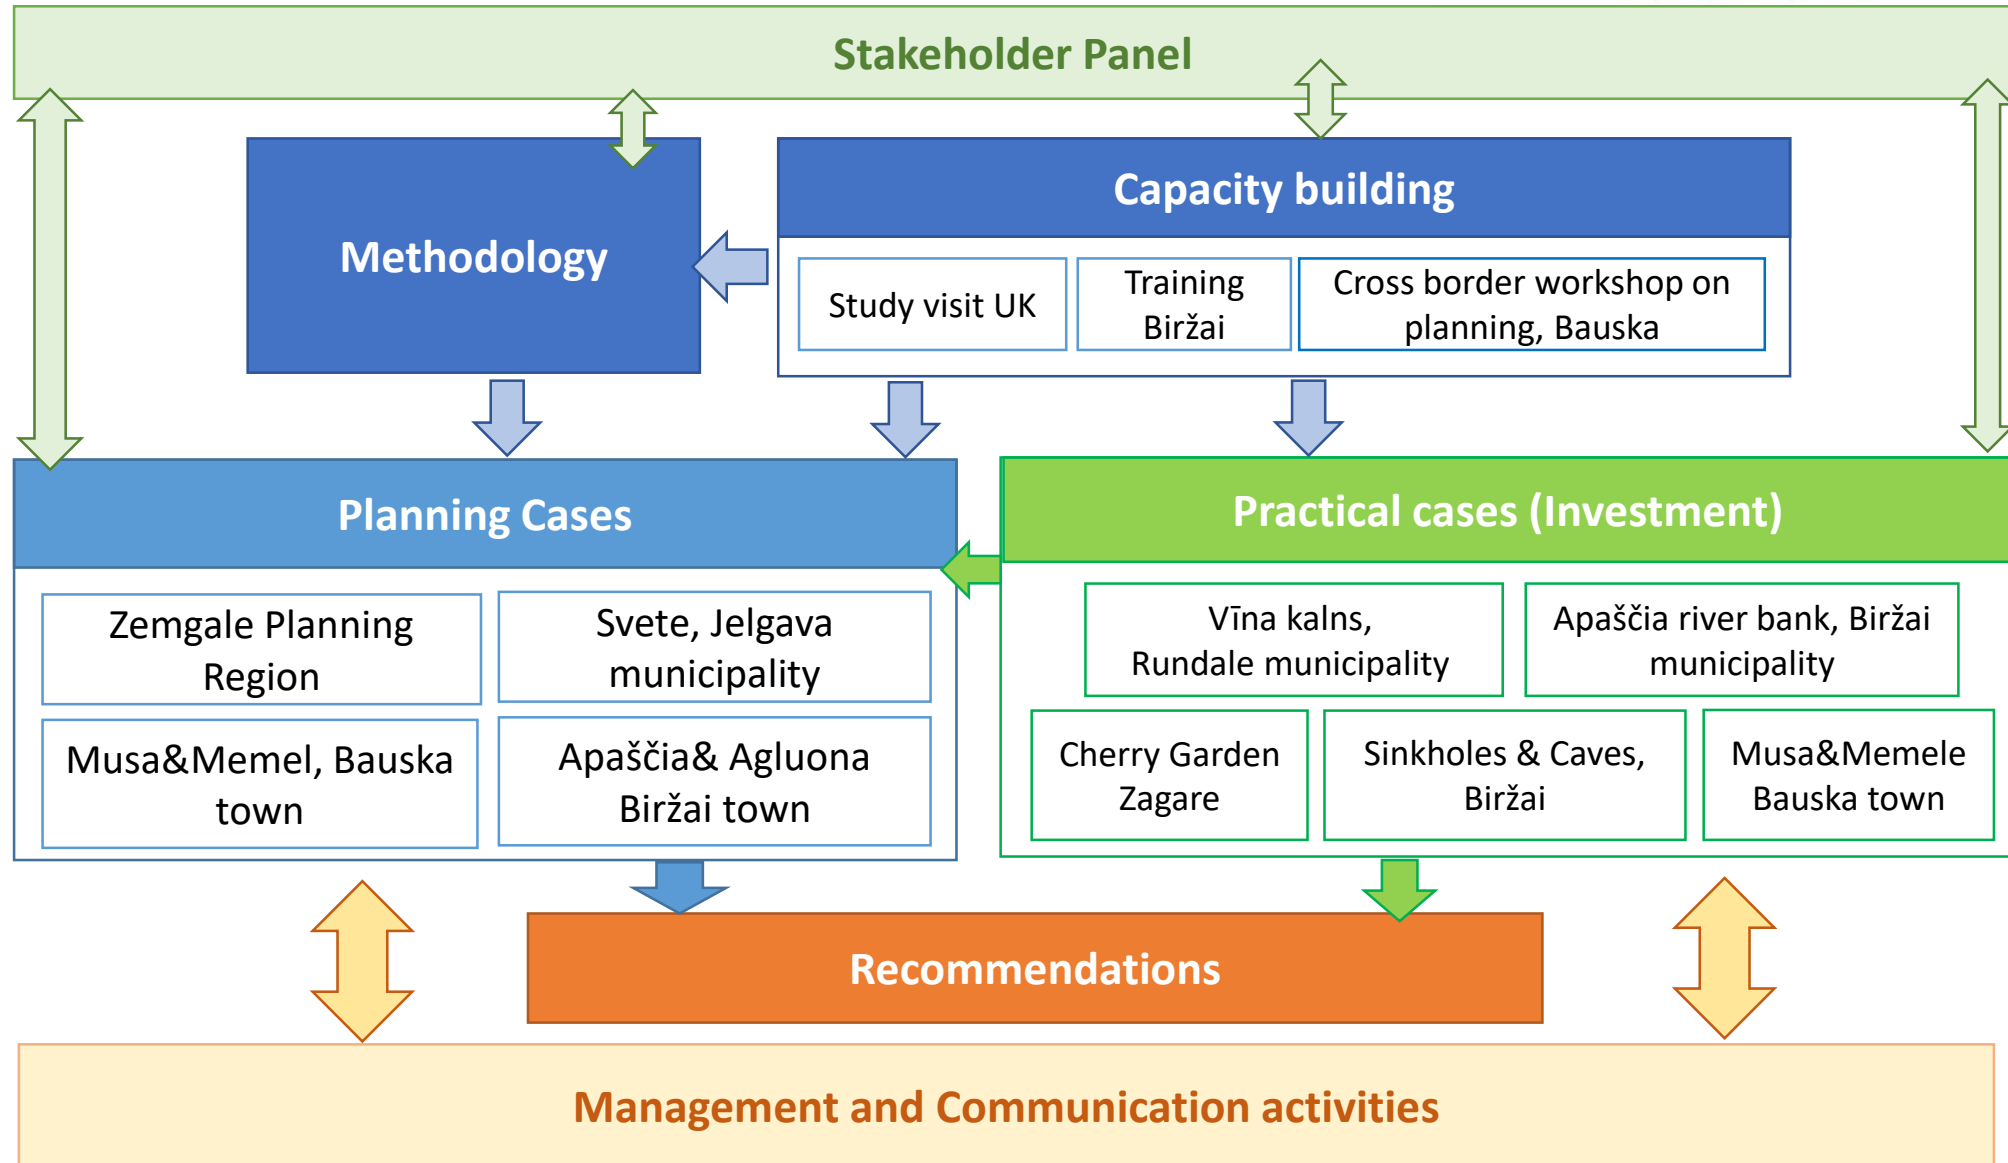 Stakeholder Panel
Methodology
Capacity building
Study visit UK
Training
Biržai
Cross border workshop on
planning, Bauska
Planning Cases
Zemgale Planning
Region
Svete, Jelgava
municipality
Musa&Memel, Bauska
town
Apaščia& Agluona
Biržai town
Practical cases (Investment)
Vīna kalns,
Rundale municipality
Apaščia river bank, Biržai
municipality
Cherry Garden
Zagare
Sinkholes & Caves,
Biržai
Musa&Memele
Bauska town
Recommendations
Management and Communication activities